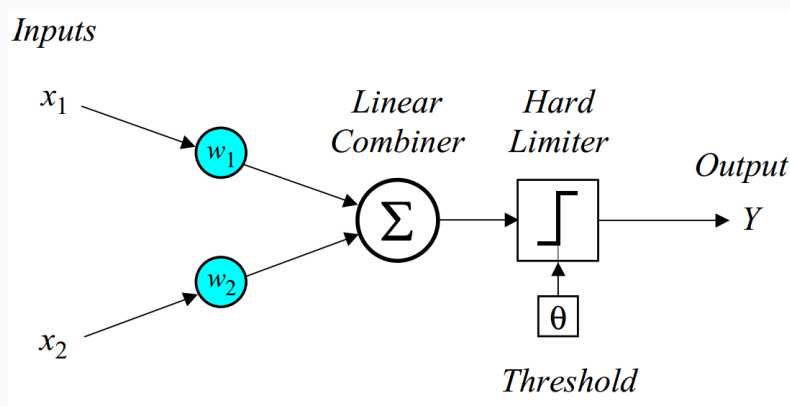 Inputs
x1
w1
w2
x2
Linear
Combiner
Σ
Hard
Limiter
θ
Threshold
Output
Y